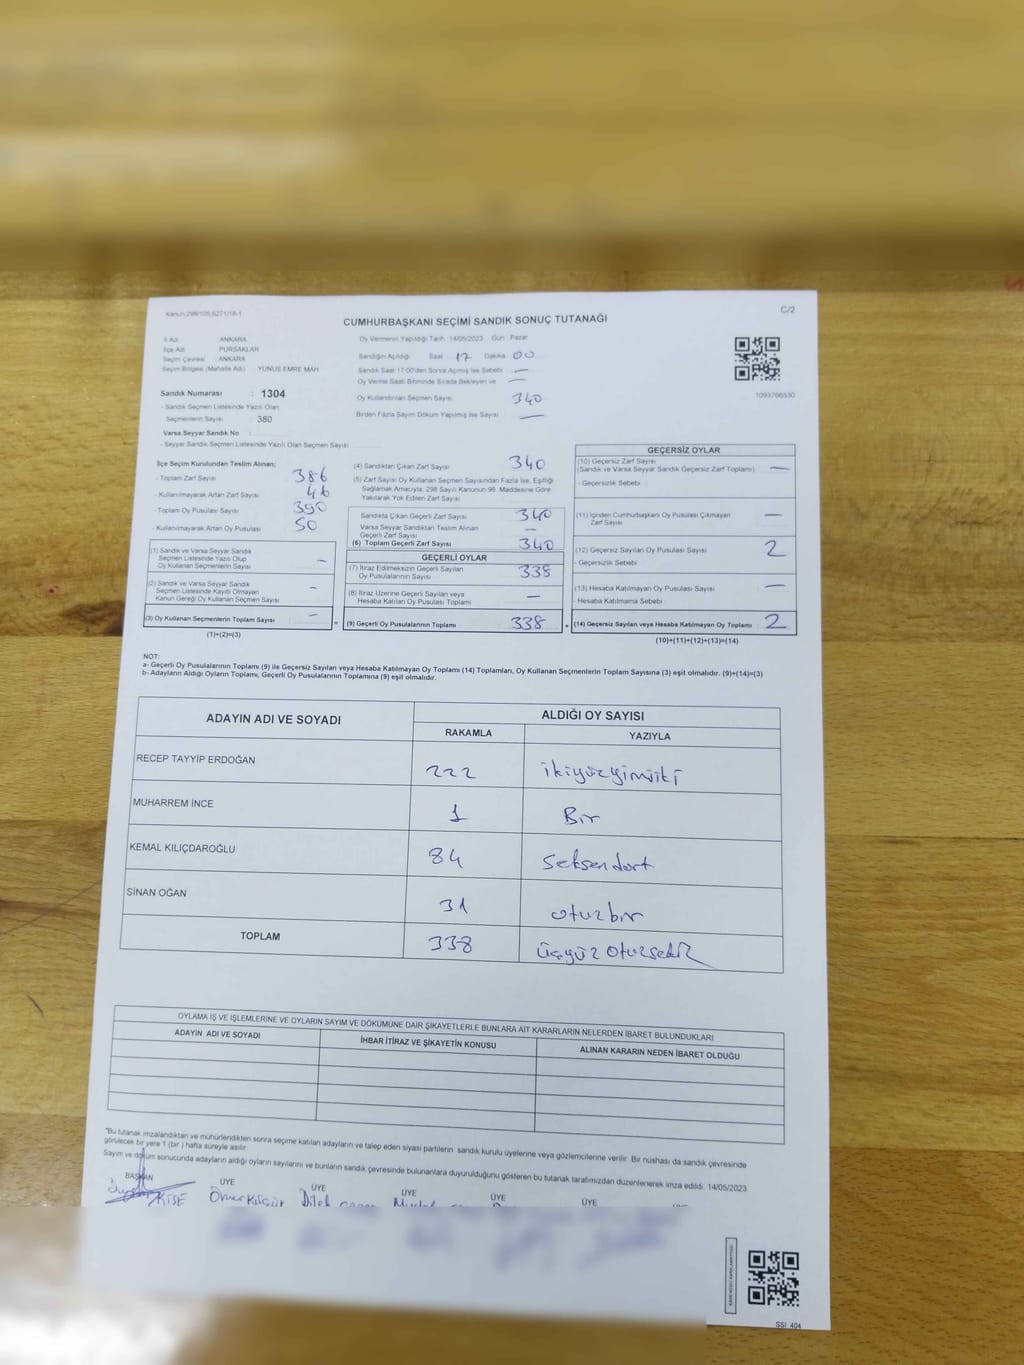 Kanun,298/105,6271/18-1
C/2
CUMHURBAŞKANI SEÇİMİ SANDIK SONUÇ TUTANAĞI
İl Adı ANKARA
İlçe Adı PURSAKLAR
Seçim Çevresi : ANKARA
Seçim Bölgesi (Mahalle Adı) YUNUS EMRE MAH
Sandık Numarası : 1304
- Sandık Seçmen Listesinde Yazılı Olan
Seçmenlerin Sayısı : 380
Varsa Seyyar Sandık No :
- Seyyar Sandık Seçmen Listesinde Yazılı Olan Seçmen Sayısı
Oy Vermenin Yapıldığı Tarih : 14/05/2023 Gün : Pazar
Sandığın Açıldığı Saat 17 Dakika 00
Sandık Saat 17:00'den Sonra Açılmış İse Sebebi —
Oy Verme Saati Bitiminde Sırada Bekleyen ve —
Oy Kullandırılan Seçmen Sayısı 340
Birden Fazla Sayım Döküm Yapılmış İse Sayısı —
1093766530
İlçe Seçim Kurulundan Teslim Alınan;
- Toplam Zarf Sayısı 386
- Kullanılmayarak Artan Zarf Sayısı 46
- Toplam Oy Pusulası Sayısı 390
- Kullanılmayarak Artan Oy Pusulası 50
(1) Sandık ve Varsa Seyyar Sandık
Seçmen Listesinde Yazılı Olup
Oy Kullanan Seçmenlerin Sayısı —
(2) Sandık ve Varsa Seyyar Sandık
Seçmen Listesinde Kayıtlı Olmayan
Kanun Gereği Oy Kullanan Seçmen Sayısı —
(3) Oy Kullanan Seçmenlerin Toplam Sayısı —
(1)+(2)=(3)
(4) Sandıktan Çıkan Zarf Sayısı 340
(5) Zarf Sayısı Oy Kullanan Seçmen Sayısından Fazla İse, Eşitliği
Sağlamak Amacıyla, 298 Sayılı Kanunun 98. Maddesine Göre
Yakılarak Yok Edilen Zarf Sayısı
Sandıkta Çıkan Geçerli Zarf Sayısı 340
Varsa Seyyar Sandıktan Teslim Alınan
Geçerli Zarf Sayısı —
(6) Toplam Geçerli Zarf Sayısı 340
GEÇERLİ OYLAR
(7) İtiraz Edilmeksizin Geçerli Sayılan
Oy Pusulalarının Sayısı 338
(8) İtiraz Üzerine Geçerli Sayılan veya
Hesaba Katılan Oy Pusulası Toplamı —
= (9) Geçerli Oy Pusulalarının Toplamı 338
GEÇERSİZ OYLAR
(10) Geçersiz Zarf Sayısı
(Sandık ve Varsa Seyyar Sandık Geçersiz Zarf Toplamı) —
- Geçersizlik Sebebi :
(11) İçinden Cumhurbaşkanı Oy Pusulası Çıkmayan
Zarf Sayısı —
(12) Geçersiz Sayılan Oy Pusulası Sayısı 2
- Geçersizlik Sebebi :
(13) Hesaba Katılmayan Oy Pusulası Sayısı —
Hesaba Katılmama Sebebi
+ (14) Geçersiz Sayılan veya Hesaba Katılmayan Oy Toplamı 2
(10)+(11)+(12)+(13)=(14)
NOT:
a- Geçerli Oy Pusulalarının Toplamı (9) ile Geçersiz Sayılan veya Hesaba Katılmayan Oy Toplamı (14) Toplamları, Oy Kullanan Seçmenlerin Toplam Sayısına (3) eşit olmalıdır. (9)+(14)=(3)
b- Adayların Aldığı Oyların Toplamı, Geçerli Oy Pusulalarının Toplamına (9) eşit olmalıdır.
ADAYIN ADI VE SOYADI ALDIĞI OY SAYISI
RAKAMLA YAZIYLA
RECEP TAYYİP ERDOĞAN 222 ikiyüzyirmiiki
MUHARREM İNCE 1 Bir
KEMAL KILIÇDAROĞLU 84 Seksendört
SİNAN OĞAN 31 otuzbir
TOPLAM 338 üçyüz otuzsekiz
OYLAMA İŞ VE İŞLEMLERİNE VE OYLARIN SAYIM VE DÖKÜMÜNE DAİR ŞİKAYETLERLE BUNLARA AİT KARARLARIN NELERDEN İBARET BULUNDUKLARI
ADAYIN ADI VE SOYADI İHBAR İTİRAZ VE ŞİKAYETİN KONUSU ALINAN KARARIN NEDEN İBARET OLDUĞU
"Bu tutanak imzalandıktan ve mühürlendikten sonra seçime katılan adayların ve talep eden siyasi partilerin sandık kurulu üyelerine veya gözlemcilerine verilir. Bir nüshası da sandık çevresinde
görülecek bir yere 1 (bir ) hafta süreyle asılır.
Sayım ve döküm sonucunda adayların aldığı oyların sayılarını ve bunların sandık çevresinde bulunanlara duyurulduğunu gösteren bu tutanak tarafımızdan düzenlenerek imza edildi. 14/05/2023
BAŞKAN ÜYE ÜYE ÜYE ÜYE ÜYE
KÖSE Ömer Dilek
SSI 404